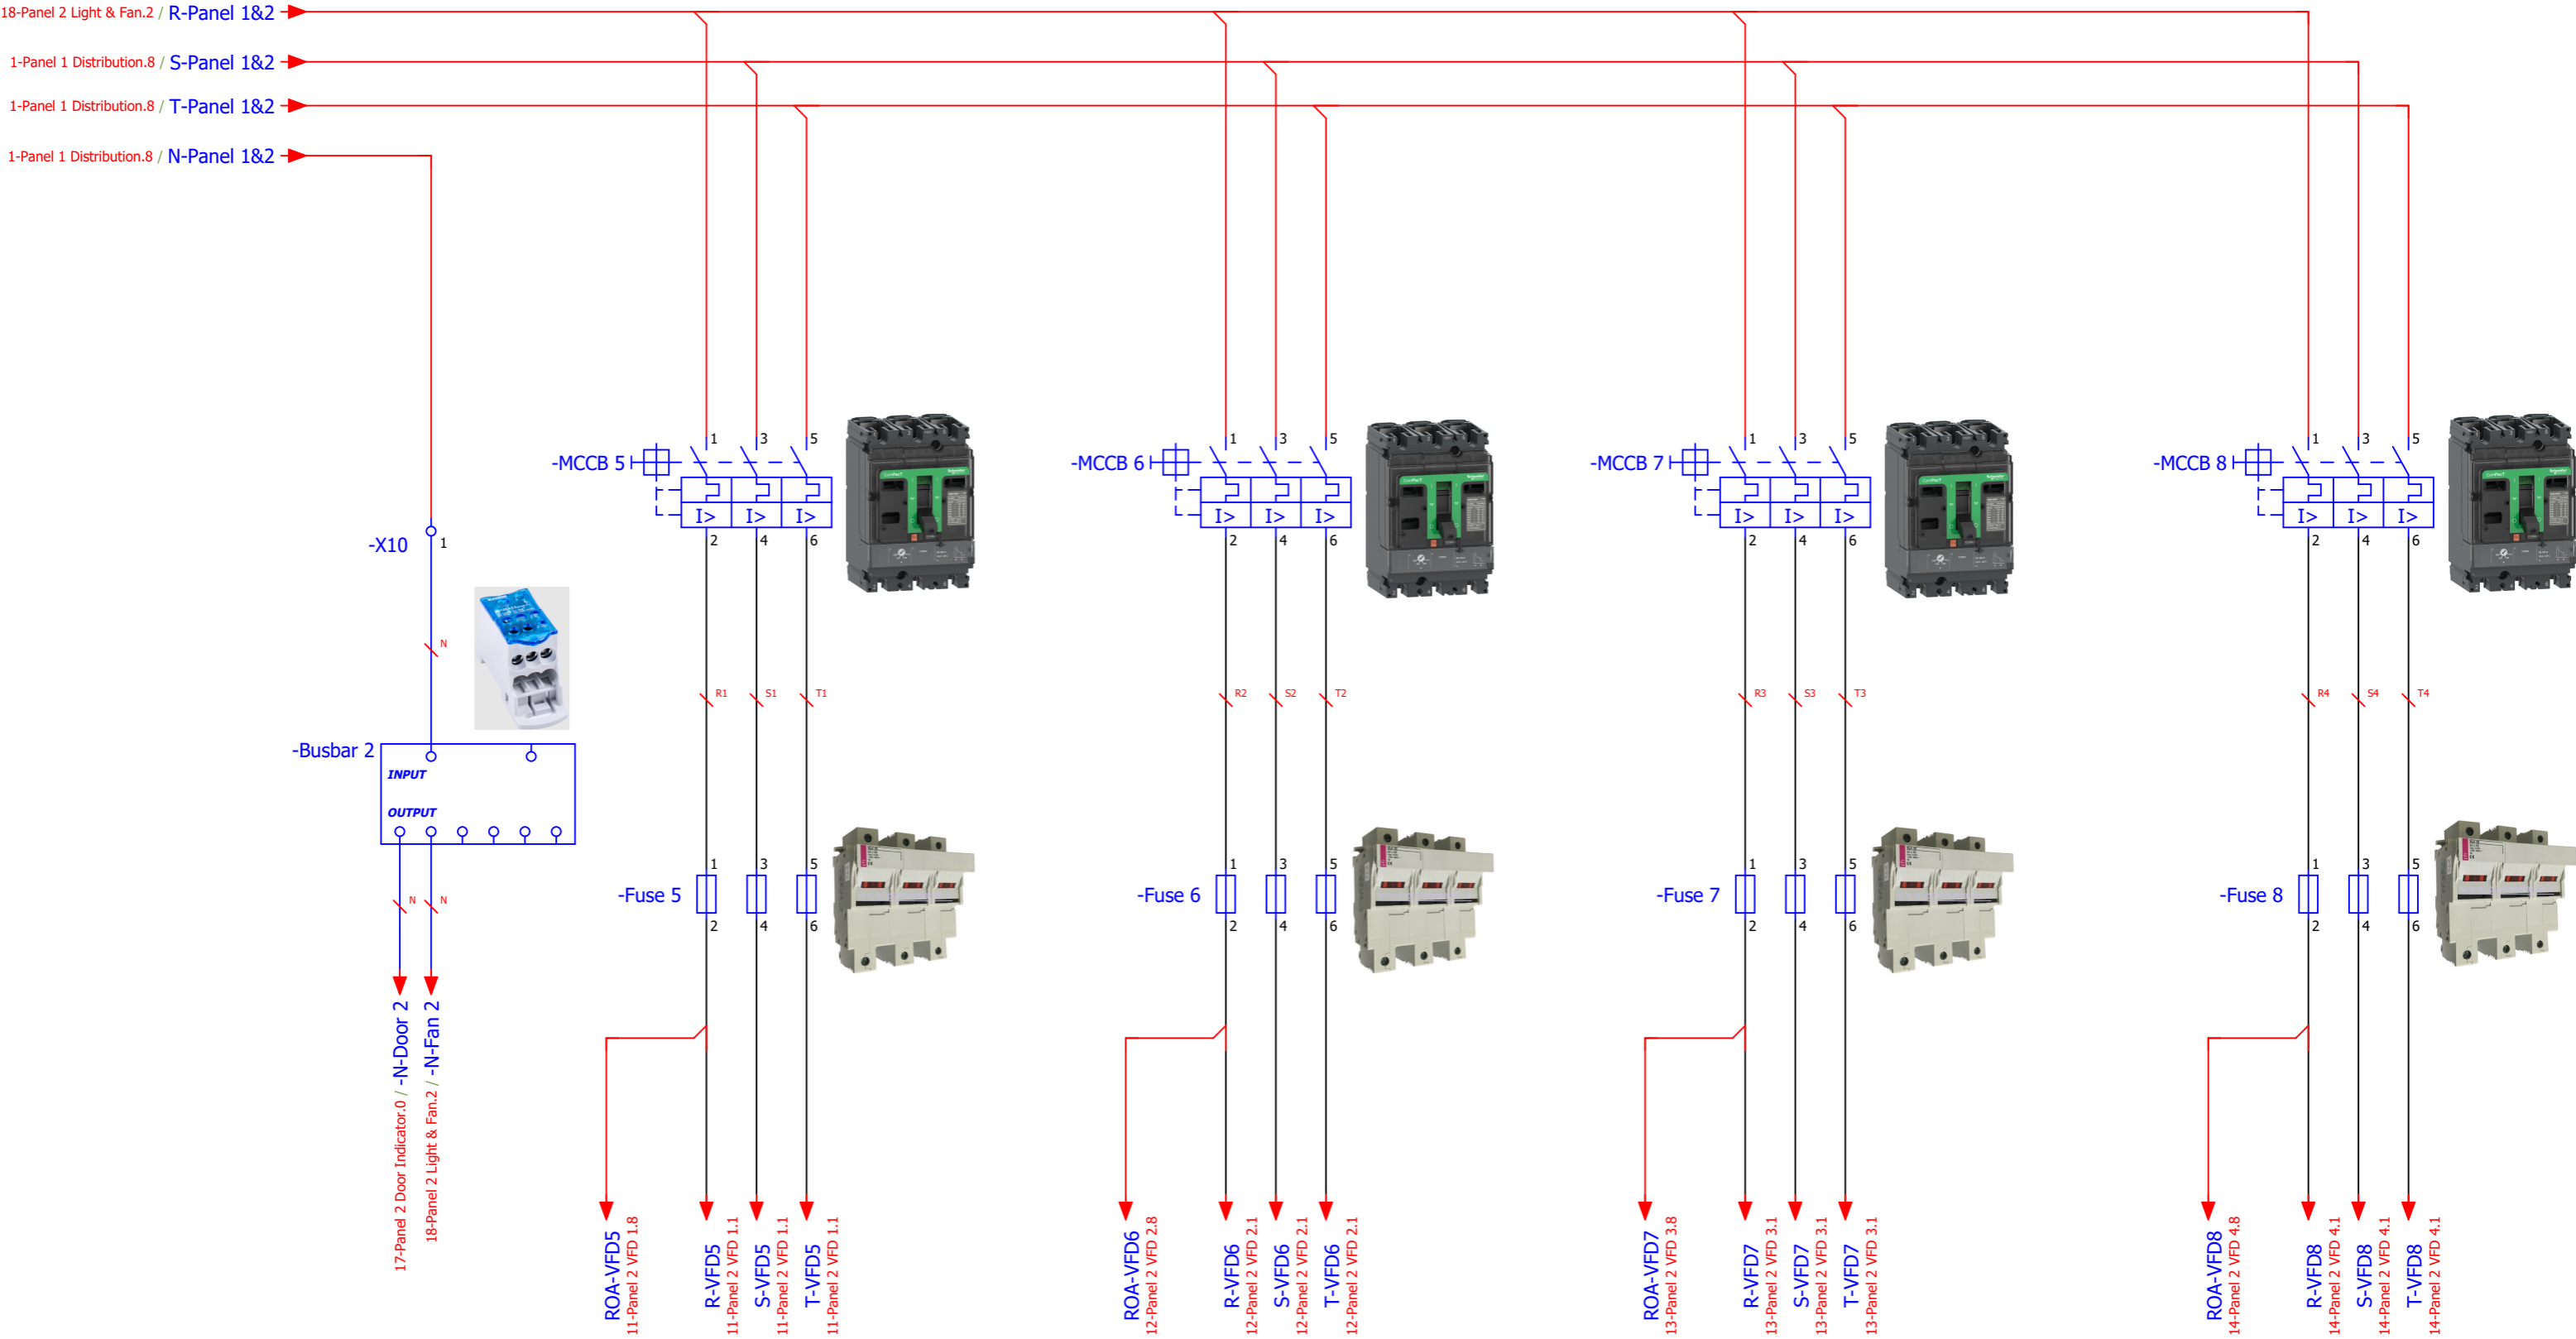 18-Panel 2 Light & Fan.2 / R-Panel 1&2
1-Panel 1 Distribution.8 / S-Panel 1&2
1-Panel 1 Distribution.8 / T-Panel 1&2
1-Panel 1 Distribution.8 / N-Panel 1&2
1 3 5
-MCCB 5
I> I> I>
2 4 6
1 3 5
-MCCB 6
I> I> I>
2 4 6
1 3 5
-MCCB 7
I> I> I>
2 4 6
1 3 5
-MCCB 8
I> I> I>
2 4 6
-X10
1
N
R1 S1 T1
R2 S2 T2
R3 S3 T3
R4 S4 T4
-Busbar 2
INPUT
OUTPUT
N N
1 3 5
-Fuse 5
2 4 6
1 3 5
-Fuse 6
2 4 6
1 3 5
-Fuse 7
2 4 6
1 3 5
-Fuse 8
2 4 6
17-Panel 2 Door Indicator.0 / -N-Door 2
18-Panel 2 Light & Fan.2 / -N-Fan 2
ROA-VFD5
11-Panel 2 VFD 1.8
R-VFD5
11-Panel 2 VFD 1.1
S-VFD5
11-Panel 2 VFD 1.1
T-VFD5
11-Panel 2 VFD 1.1
ROA-VFD6
12-Panel 2 VFD 2.8
R-VFD6
12-Panel 2 VFD 2.1
S-VFD6
12-Panel 2 VFD 2.1
T-VFD6
12-Panel 2 VFD 2.1
ROA-VFD7
13-Panel 2 VFD 3.8
R-VFD7
13-Panel 2 VFD 3.1
S-VFD7
13-Panel 2 VFD 3.1
T-VFD7
13-Panel 2 VFD 3.1
ROA-VFD8
14-Panel 2 VFD 4.8
R-VFD8
14-Panel 2 VFD 4.1
S-VFD8
14-Panel 2 VFD 4.1
T-VFD8
14-Panel 2 VFD 4.1